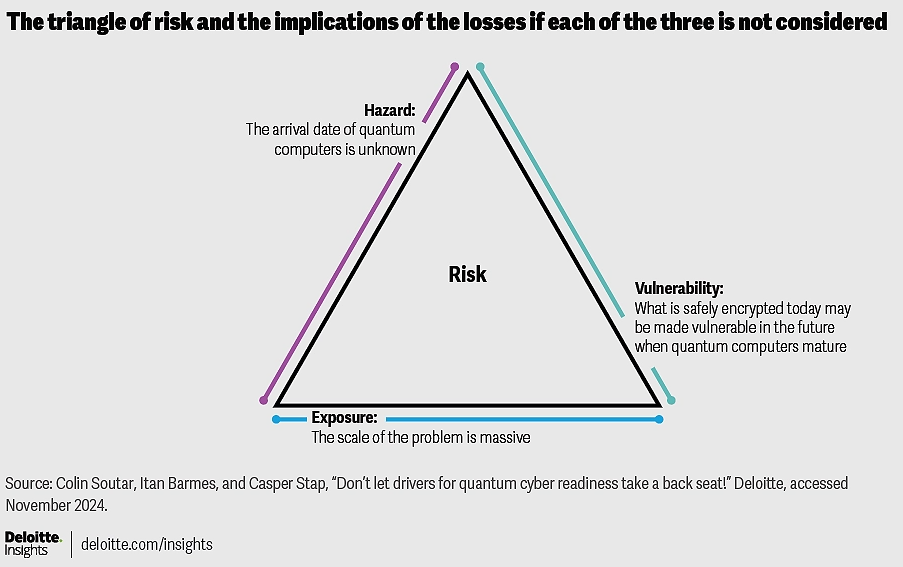 The triangle of risk and the implications of the losses if each of the three is not considered
Hazard:
The arrival date of quantum
computers is unknown
Risk
Vulnerability:
What is safely encrypted today may
be made vulnerable in the future
when quantum computers mature
Exposure:
The scale of the problem is massive
Source: Colin Soutar, Itan Barmes, and Casper Stap, “Don’t let drivers for quantum cyber readiness take a back seat!” Deloitte, accessed
November 2024.
Deloitte.
Insights
deloitte.com/insights